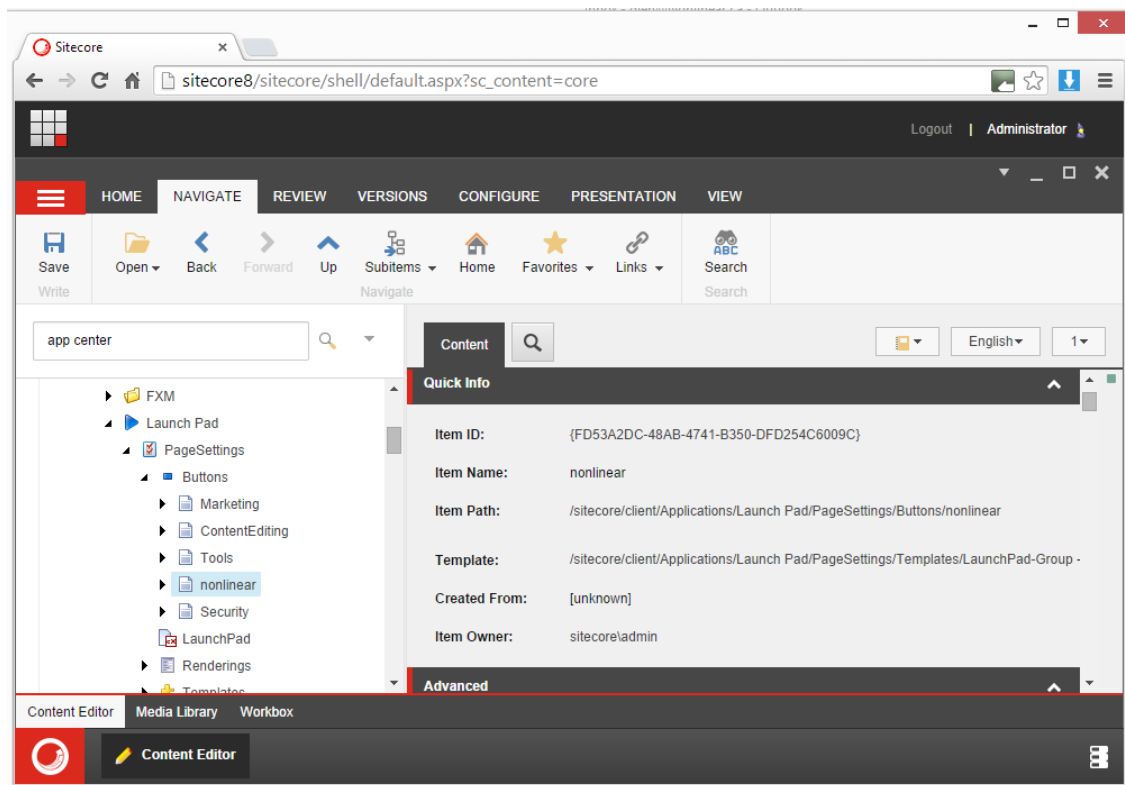 Sitecore
sitecore8/sitecore/shell/default.aspx?sc_content=core
Logout | Administrator
HOME NAVIGATE REVIEW VERSIONS CONFIGURE PRESENTATION VIEW
Save Open Back Forward Up Subitems Home Favorites Links ABC Search
Write Navigate Search
app center
Content English 1
Quick Info
FXM
Launch Pad
PageSettings
Buttons
Marketing
ContentEditing
Tools
nonlinear
Security
LaunchPad
Renderings
Templates
Item ID: {FD53A2DC-48AB-4741-B350-DFD254C6009C}
Item Name: nonlinear
Item Path: /sitecore/client/Applications/Launch Pad/PageSettings/Buttons/nonlinear
Template: /sitecore/client/Applications/Launch Pad/PageSettings/Templates/LaunchPad-Group -
Created From: [unknown]
Item Owner: sitecore\admin
Advanced
Content Editor Media Library Workbox
Content Editor